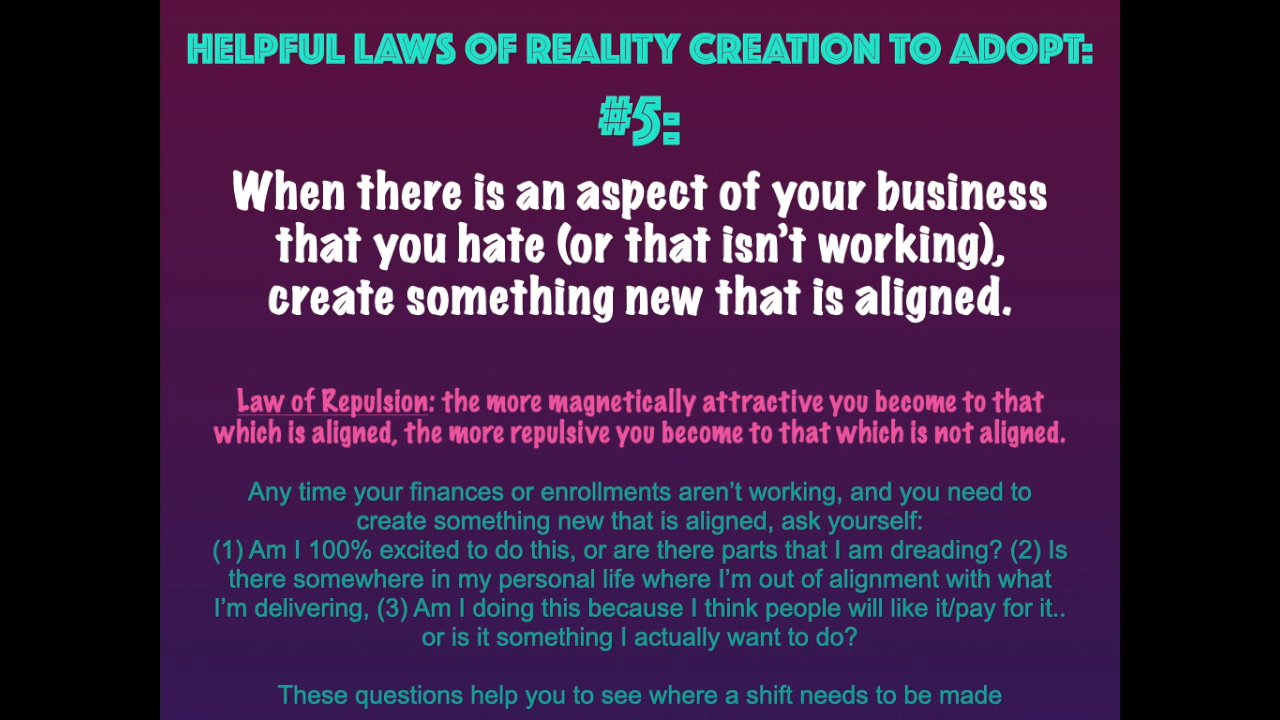 HELPFUL LAWS OF REALITY CREATION TO ADOPT:
#5:
When there is an aspect of your business
that you hate (or that isn't working),
create something new that is aligned.
Law of Repulsion: the more magnetically attractive you become to that
which is aligned, the more repulsive you become to that which is not aligned.
Any time your finances or enrollments aren't working, and you need to
create something new that is aligned, ask yourself:
(1) Am I 100% excited to do this, or are there parts that I am dreading? (2) Is
there somewhere in my personal life where I'm out of alignment with what
I'm delivering, (3) Am I doing this because I think people will like it/pay for it..
or is it something I actually want to do?
These questions help you to see where a shift needs to be made